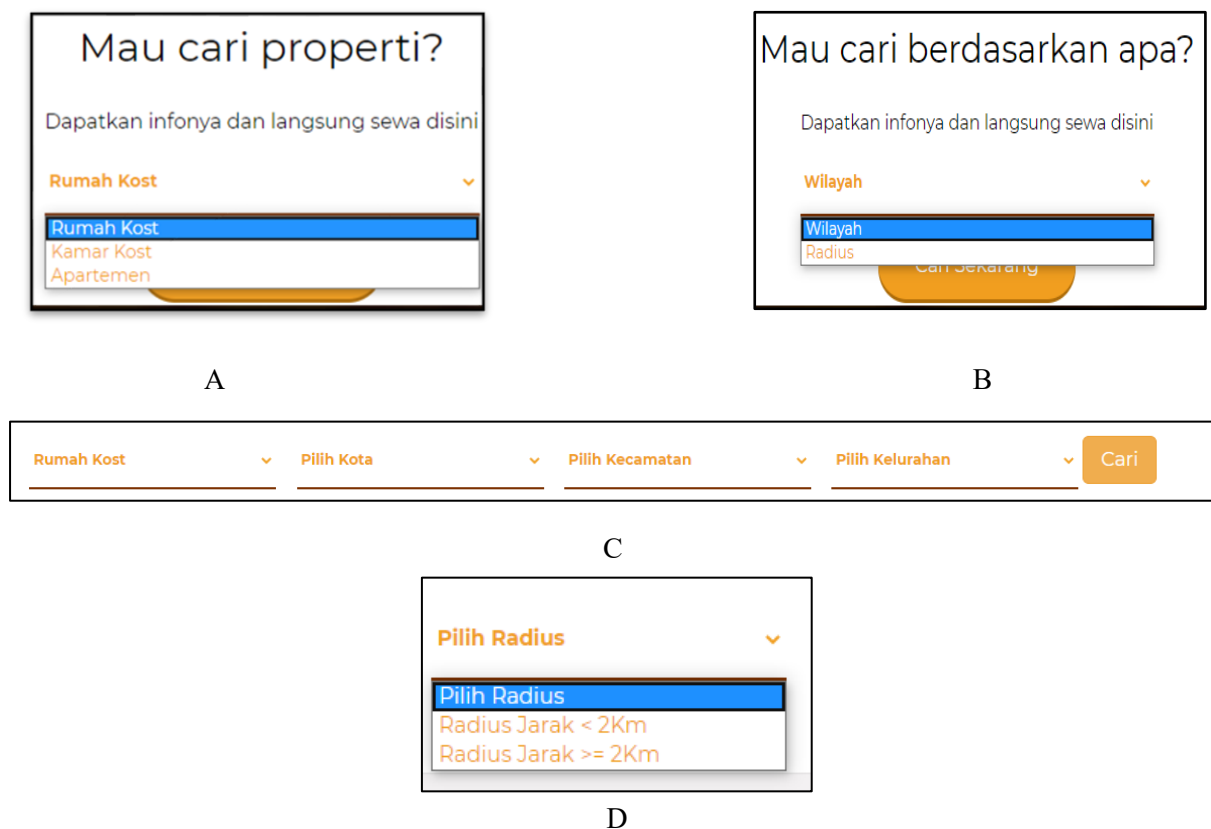 Mau cari properti?
Dapatkan infonya dan langsung sewa disini
Rumah Kost
Rumah Kost
Kamar Kost
Apartemen
A
Mau cari berdasarkan apa?
Dapatkan infonya dan langsung sewa disini
Wilayah
Wilayah
Radius
Cari Sekarang
B
Rumah Kost Pilih Kota Pilih Kecamatan Pilih Kelurahan Cari
C
Pilih Radius
Pilih Radius
Radius Jarak < 2Km
Radius Jarak >= 2Km
D